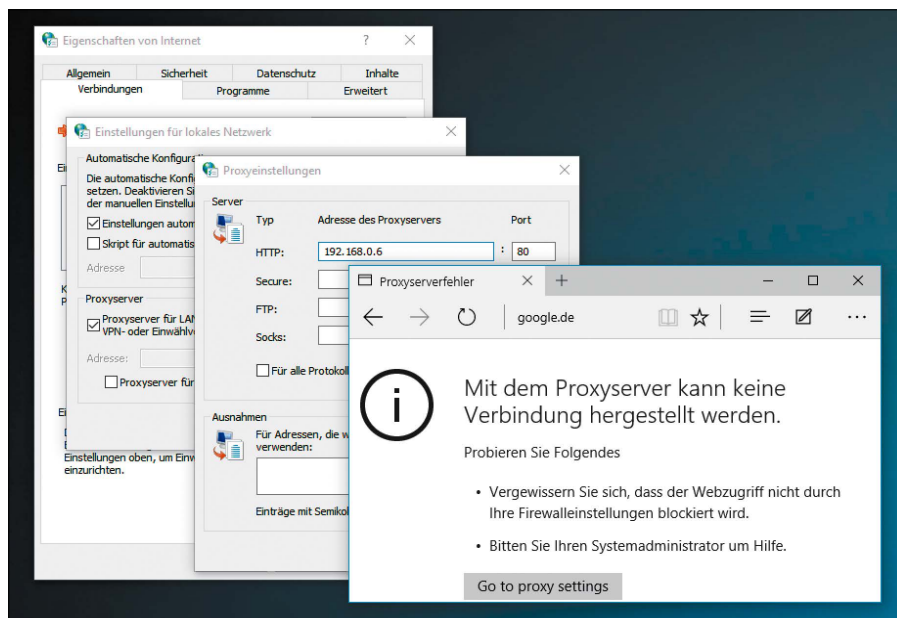 Eigenschaften von Internet
Allgemein Sicherheit Datenschutz Inhalte
Verbindungen Programme Erweitert
Einstellungen oben, um Einw
einzurichten.
Einstellungen für lokales Netzwerk
Automatische Konfigurati
Die automatische Konfi
setzen. Deaktivieren Si
der manuellen Einstellu
Einstellungen autom
Skript für automatis
Adresse
Proxyserver
Proxyserver für LAN
VPN- oder Einwählv
Adresse:
Proxyserver für
Proxyeinstellungen
Server
Typ Adresse des Proxyservers Port
HTTP: 192.168.0.6 : 80
Secure:
FTP:
Socks:
Für alle Protokoll
Ausnahmen
Für Adressen, die w
verwenden:
Einträge mit Semikol
Proxyserverfehler
google.de
Mit dem Proxyserver kann keine
Verbindung hergestellt werden.
Probieren Sie Folgendes
• Vergewissern Sie sich, dass der Webzugriff nicht durch
Ihre Firewalleinstellungen blockiert wird.
• Bitten Sie Ihren Systemadministrator um Hilfe.
Go to proxy settings